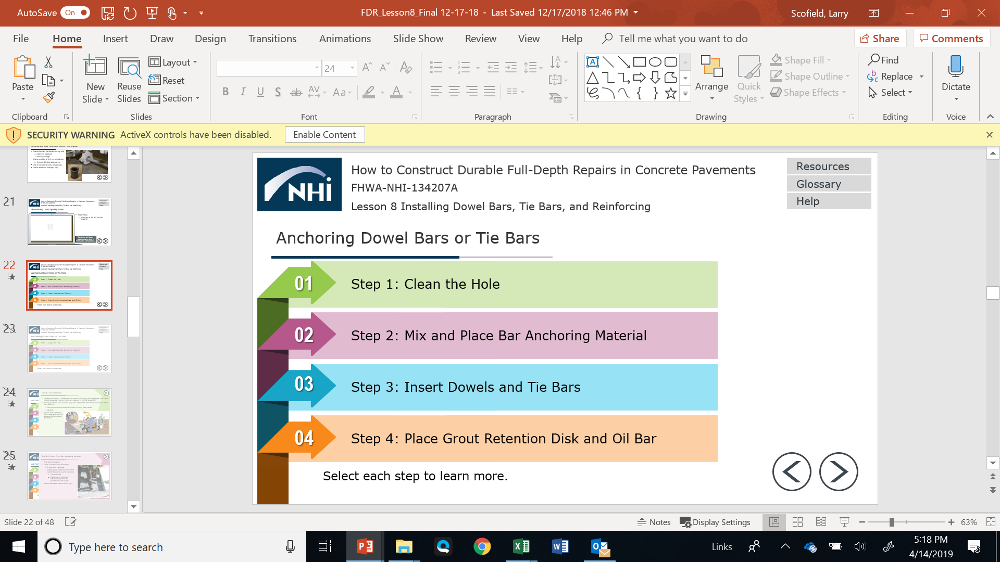 AutoSave On
FDR_Lesson8_Final 12-17-18 - Last Saved 12/17/2018 12:46 PM
Scofield, Larry
File Home Insert Draw Design Transitions Animations Slide Show Review View Help Tell me what you want to do
Share Comments
Paste
New Slide
Reuse Slides
Layout
Reset
Section
24
Shape Fill
Shape Outline
Shape Effects
Arrange
Quick Styles
Find
Replace
Select
Dictate
Clipboard Slides Font Paragraph Drawing Editing Voice
SECURITY WARNING ActiveX controls have been disabled. Enable Content
21
22
23
24
25
NHi
How to Construct Durable Full-Depth Repairs in Concrete Pavements
FHWA-NHI-134207A
Lesson 8 Installing Dowel Bars, Tie Bars, and Reinforcing
Resources
Glossary
Help
Anchoring Dowel Bars or Tie Bars
01 Step 1: Clean the Hole
02 Step 2: Mix and Place Bar Anchoring Material
03 Step 3: Insert Dowels and Tie Bars
04 Step 4: Place Grout Retention Disk and Oil Bar
Select each step to learn more.
Slide 22 of 48
Notes Display Settings 63%
Type here to search
Links
5:18 PM
4/14/2019